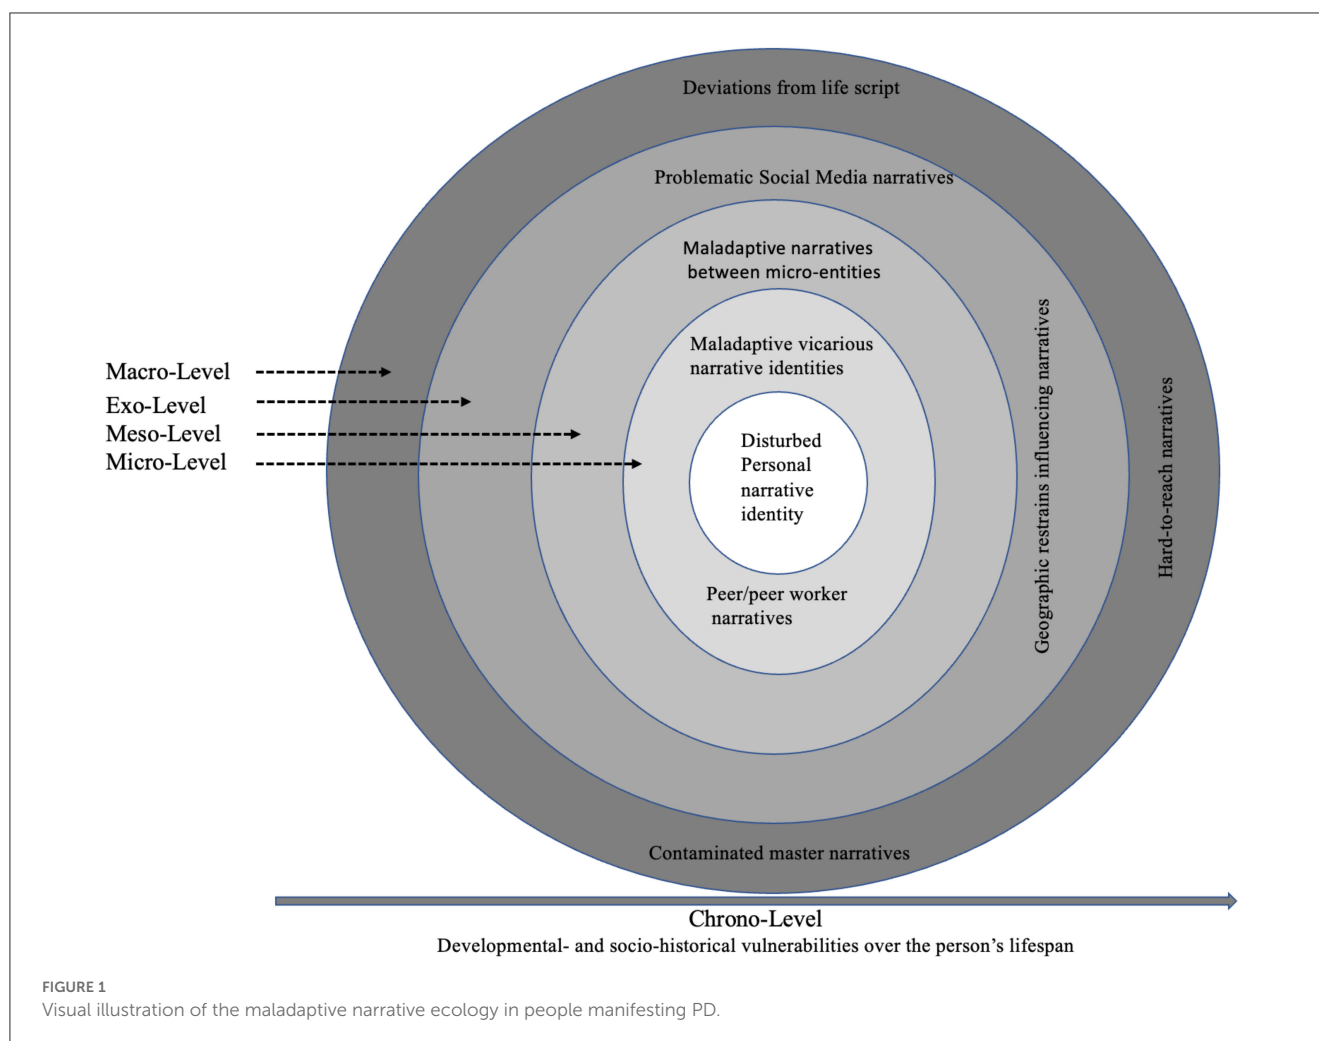 Deviations from life script
Problematic Social Media narratives
Maladaptive narratives
between micro-entities
Maladaptive vicarious
narrative identities
Disturbed
Personal
narrative
identity
Peer/peer worker
narratives
Geographic restrains influencing narratives
Hard-to-reach narratives
Contaminated master narratives
Macro-Level
Exo-Level
Meso-Level
Micro-Level
Chrono-Level
Developmental- and socio-historical vulnerabilities over the person’s lifespan
FIGURE 1
Visual illustration of the maladaptive narrative ecology in people manifesting PD.